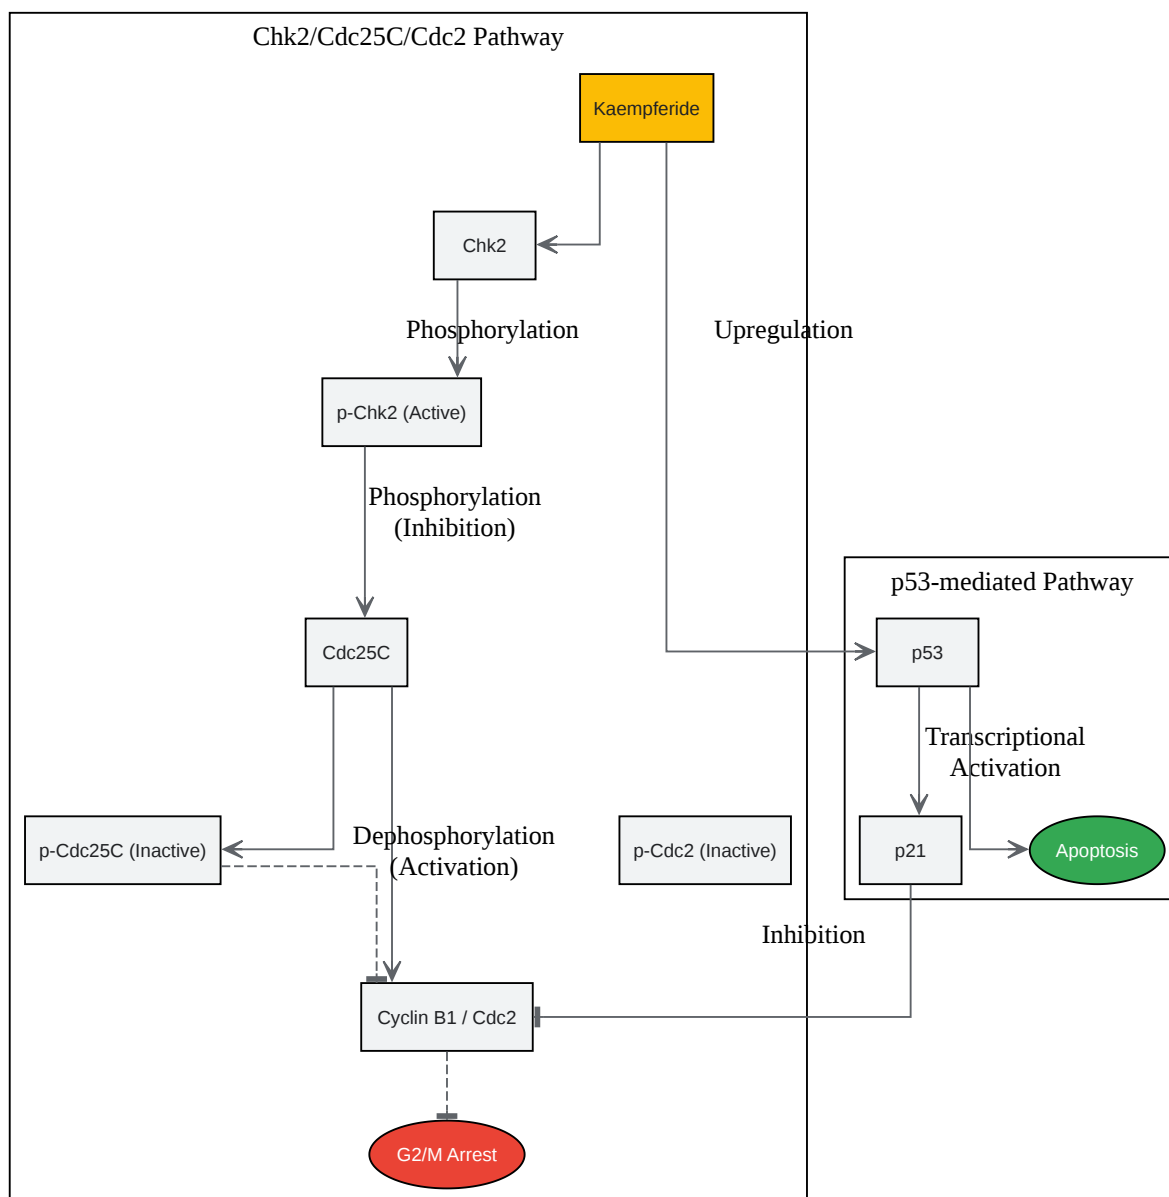 Chk2/Cdc25C/Cdc2 Pathway
Kaempferide
Chk2
Phosphorylation
Upregulation
p-Chk2 (Active)
Phosphorylation
(Inhibition)
p53-mediated Pathway
Cdc25C
p53
Transcriptional
Activation
p-Cdc25C (Inactive)
Dephosphorylation
(Activation)
p-Cdc2 (Inactive)
p21
Apoptosis
Inhibition
Cyclin B1 / Cdc2
G2/M Arrest